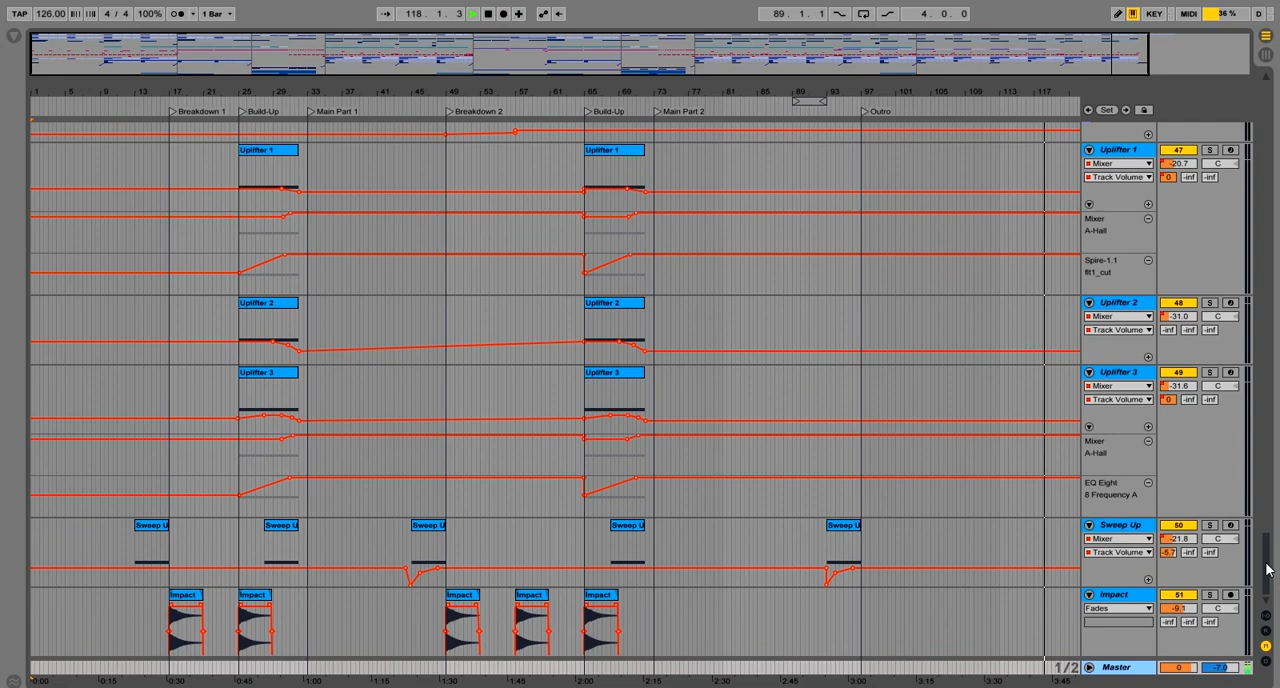 TAP 126.00 4 / 4 100% 1 Bar 118. 1. 3 89. 1. 1 4. 0. 0 KEY MIDI 36 % D
1 5 9 13 17 21 25 29 33 37 41 45 49 53 57 61 65 69 73 77 81 85 89 93 97 101 105 109 113 117
Breakdown 1 Build-Up Main Part 1 Breakdown 2 Build-Up Main Part 2 Outro Set
Uplifter 1 Uplifter 1 Uplifter 1 47 S
Mixer -20.7 C
Track Volume 0 -inf -inf
Mixer
A-Hall
Spire-1.1
flt1_cut
Uplifter 2 Uplifter 2 Uplifter 2 48 S
Mixer -31.0 C
Track Volume -inf -inf -inf
Uplifter 3 Uplifter 3 Uplifter 3 49 S
Mixer -31.6 C
Track Volume 0 -inf -inf
Mixer
A-Hall
EQ Eight
8 Frequency A
Sweep U Sweep U Sweep U Sweep U Sweep U Sweep Up 50 S
Mixer -21.8 C
Track Volume -5.7 -inf -inf
Impact Impact Impact Impact Impact Impact 51 S
Fades -9.1 C
-inf -inf -inf
1/2 Master 0 -7.0
0:00 0:15 0:30 0:45 1:00 1:15 1:30 1:45 2:00 2:15 2:30 2:45 3:00 3:15 3:30 3:45